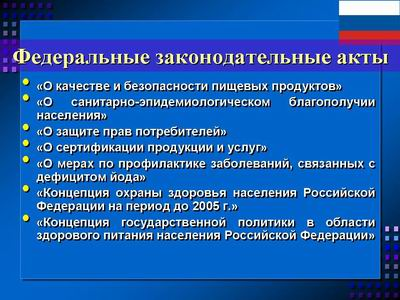 Федеральные законодательные акты
«О качестве и безопасности пищевых продуктов»
«О санитарно-эпидемиологическом благополучии
населения»
«О защите прав потребителей»
«О сертификации продукции и услуг»
«О мерах по профилактике заболеваний, связанных с
дефицитом йода»
«Концепция охраны здоровья населения Российской
Федерации на период до 2005 г.»
«Концепция государственной политики в области
здорового питания населения Российской Федерации»